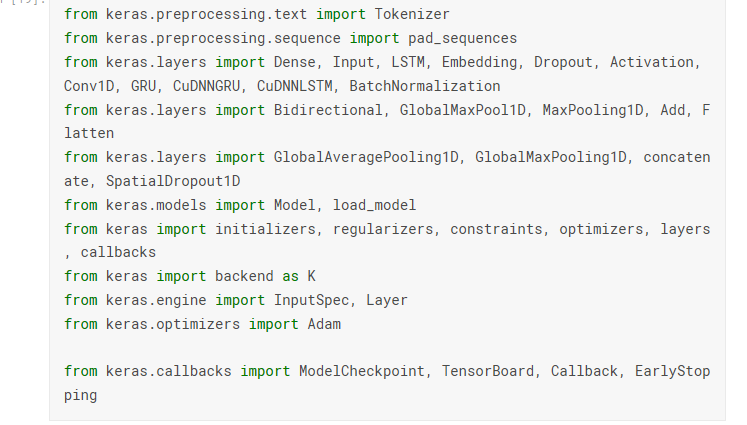 from keras.preprocessing.text import Tokenizer
from keras.preprocessing.sequence import pad_sequences
from keras.layers import Dense, Input, LSTM, Embedding, Dropout, Activation,
Conv1D, GRU, CuDNNGRU, CuDNNLSTM, BatchNormalization
from keras.layers import Bidirectional, GlobalMaxPool1D, MaxPooling1D, Add, F
latten
from keras.layers import GlobalAveragePooling1D, GlobalMaxPooling1D, concaten
ate, SpatialDropout1D
from keras.models import Model, load_model
from keras import initializers, regularizers, constraints, optimizers, layers
, callbacks
from keras import backend as K
from keras.engine import InputSpec, Layer
from keras.optimizers import Adam
from keras.callbacks import ModelCheckpoint, TensorBoard, Callback, EarlyStop
ping